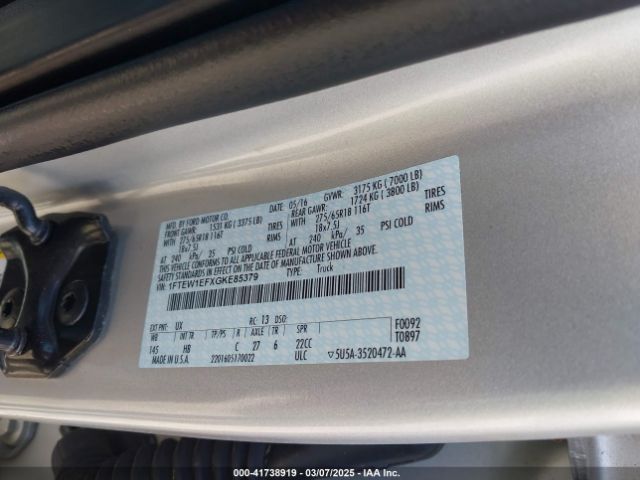 MFD. BY FORD MOTOR CO. 05/16 GVWR: 3175 KG ( 7000 LB)
FRONT GAWR: 1531 KG ( 3375 LB) REAR GAWR: 1724 KG ( 3800 LB)
WITH 275/65R18 116T TIRES WITH 275/65R18 116T TIRES
18x7.5J RIMS 18x7.5J RIMS
AT 240 kPa/ 35 PSI COLD AT 240 kPa/ 35 PSI COLD
THIS VEHICLE CONFORMS TO ALL APPLICABLE FEDERAL MOTOR VEHICLE
SAFETY STANDARDS IN EFFECT ON THE DATE OF MANUFACTURE SHOWN ABOVE.
VIN: 1FTEW1EFXGKE85379 TYPE: Truck
EXT PNT: UX RC: 13 DSO: F0092
WB TP/PS R AXLE TR SPR T0897
145 HB C 27 6 22CC
MADE IN U.S.A. 2201605170022 ULC ▽5U5A-3520472-AA
000-41738919 — 03/07/2025 — IAA Inc. (c)